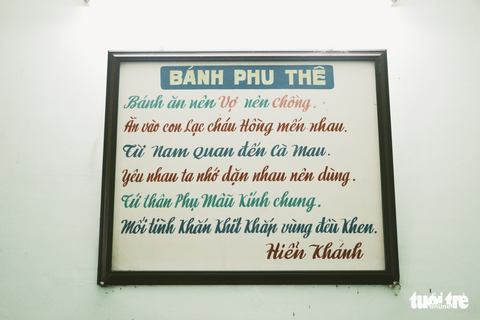 BÁNH PHU THÊ
Bánh ăn nên Vợ nên chồng.
Ăn vào con Lạc cháu Hồng mến nhau.
Từ Nam Quan đến Cà Mau.
Yêu nhau ta nhớ dặn nhau nên dùng.
Tứ thân Phụ Mẫu Kính chung.
Mối tình Khăn Khít Khắp vùng đều Khen.
Hiển Khánh
tuổi trẻ